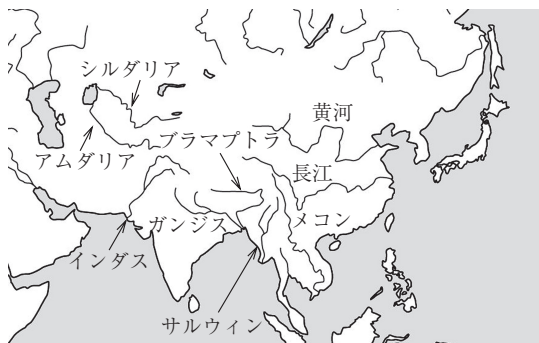 シルダリア
黄河
ブラマプトラ
アムダリア
長江
ガンジス
メコン
インダス
サルウィン